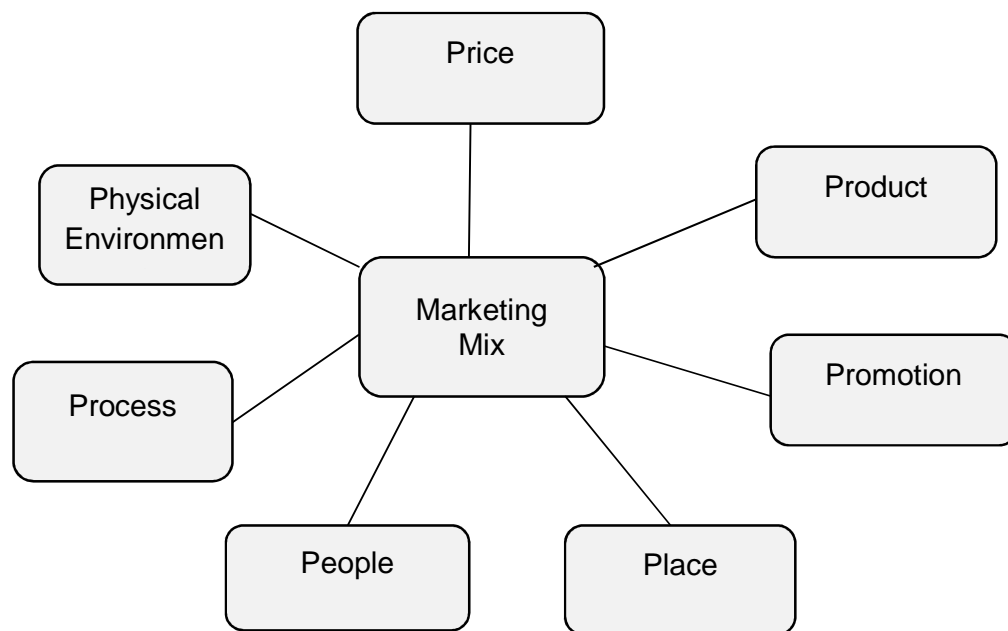 Price
Product
Physical
Environmen
Marketing
Mix
Promotion
Process
People
Place